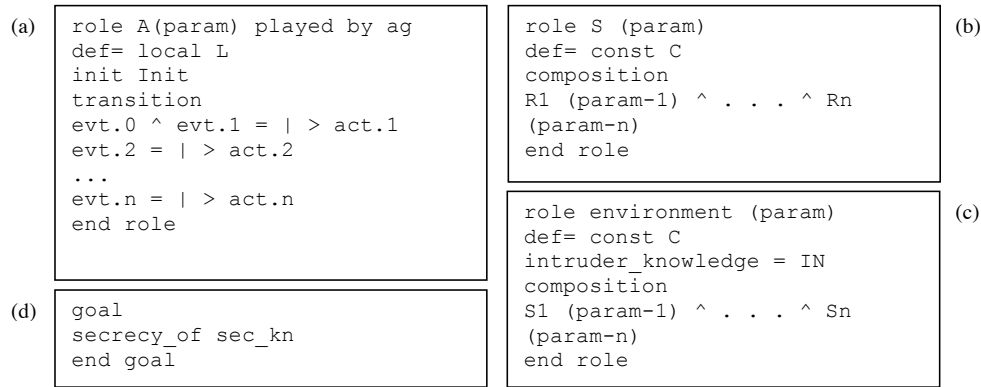 (a)
role A(param) played by ag
def= local L
init Init
transition
evt.0 ^ evt.1 = | > act.1
evt.2 = | > act.2
...
evt.n = | > act.n
end role
(b)
role S (param)
def= const C
composition
R1 (param-1) ^ . . . ^ Rn
(param-n)
end role
(c)
role environment (param)
def= const C
intruder_knowledge = IN
composition
S1 (param-1) ^ . . . ^ Sn
(param-n)
end role
(d)
goal
secrecy_of sec_kn
end goal